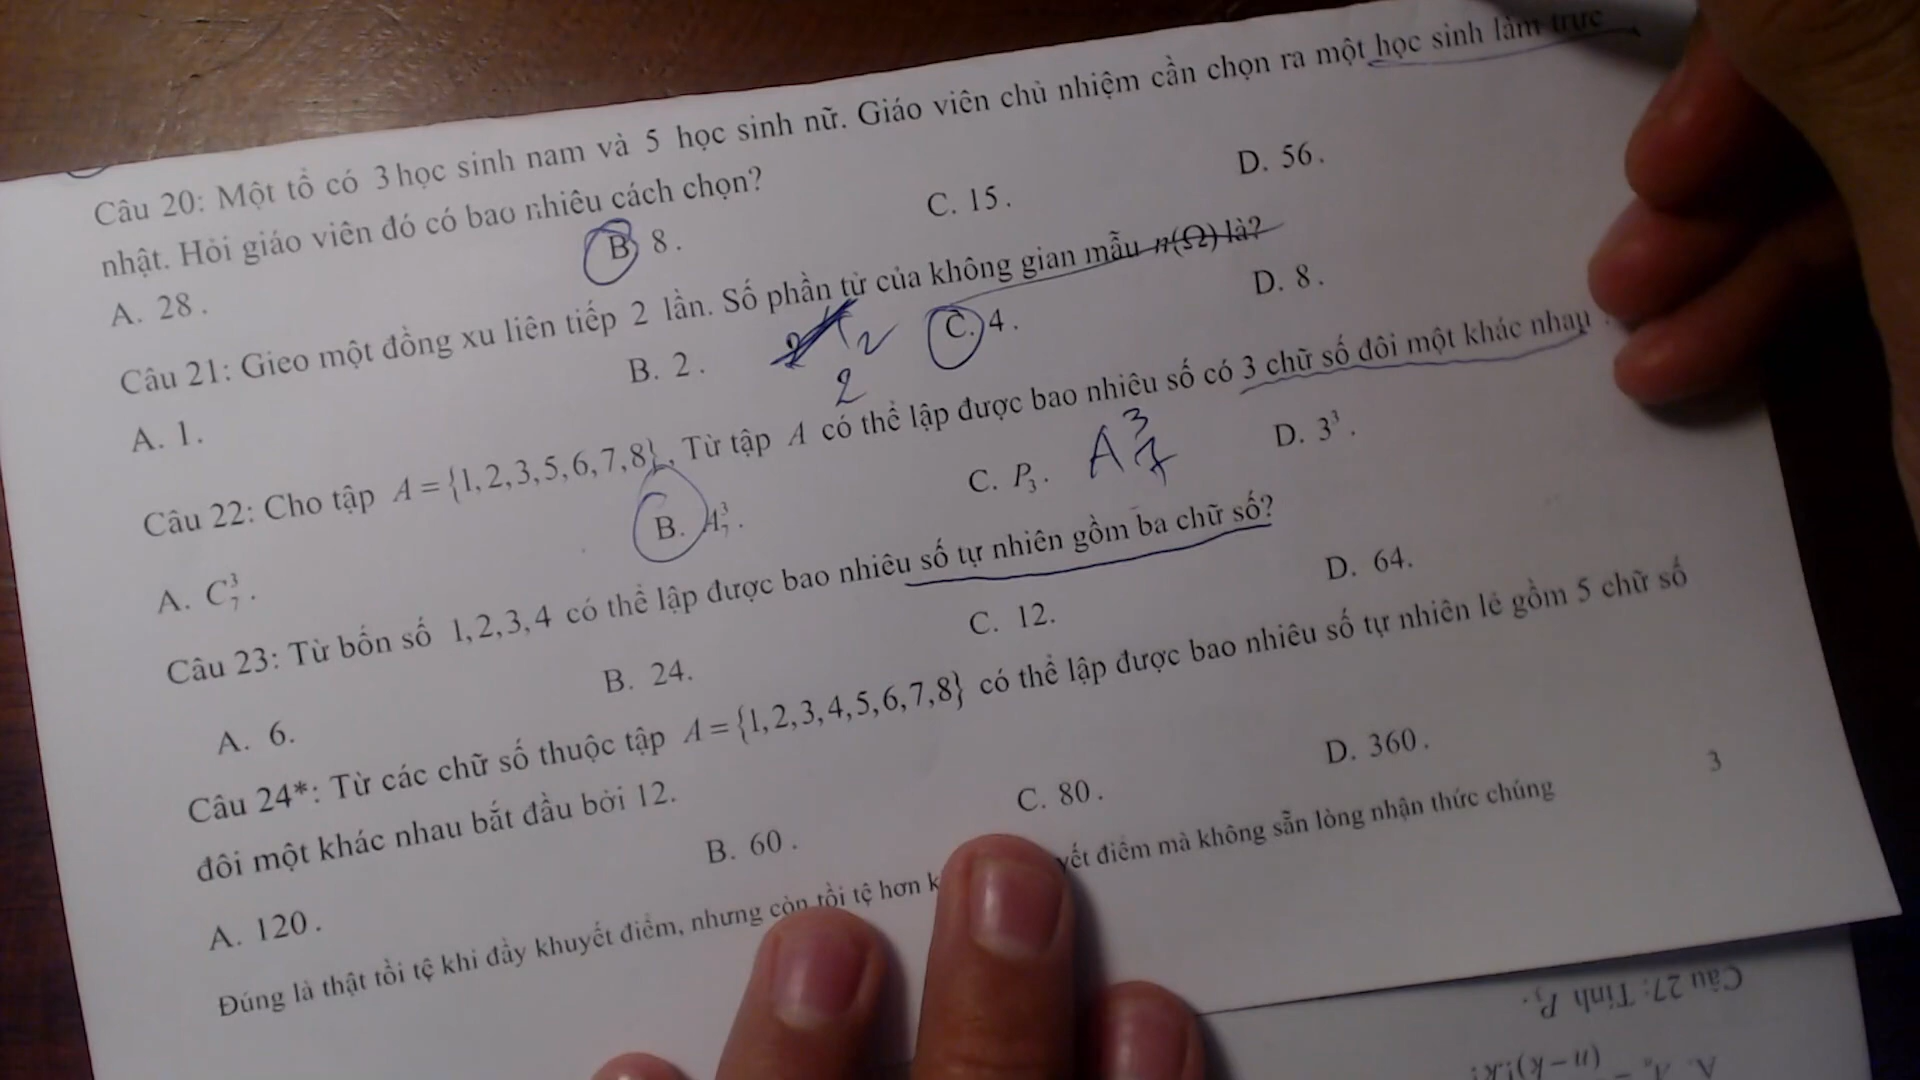 Câu 20: Một tổ có 3 học sinh nam và 5 học sinh nữ. Giáo viên chủ nhiệm cần chọn ra một học sinh làm trực
nhật. Hỏi giáo viên đó có bao nhiêu cách chọn?
A. 28. B. 8. C. 15. D. 56.
Câu 21: Gieo một đồng xu liên tiếp 2 lần. Số phần tử của không gian mẫu n(Ω) là?
A. 1. B. 2. C. 4. D. 8.
2
2
Câu 22: Cho tập A = {1,2,3,5,6,7,8}. Từ tập A có thể lập được bao nhiêu số có 3 chữ số đôi một khác nhau
A. C₇³. B. A₇³. C. P₃. D. 3³.
A₇³
Câu 23: Từ bốn số 1,2,3,4 có thể lập được bao nhiêu số tự nhiên gồm ba chữ số?
A. 6. B. 24. C. 12. D. 64.
Câu 24*: Từ các chữ số thuộc tập A = {1,2,3,4,5,6,7,8} có thể lập được bao nhiêu số tự nhiên lẻ gồm 5 chữ số
đôi một khác nhau bắt đầu bởi 12.
A. 120. B. 60. C. 80. D. 360.
Đúng là thật tồi tệ khi đầy khuyết điểm, nhưng còn tồi tệ hơn điểm mà không sẵn lòng nhận thức chúng
3
Câu 27: Tính P₃.
(n−k)!.k!